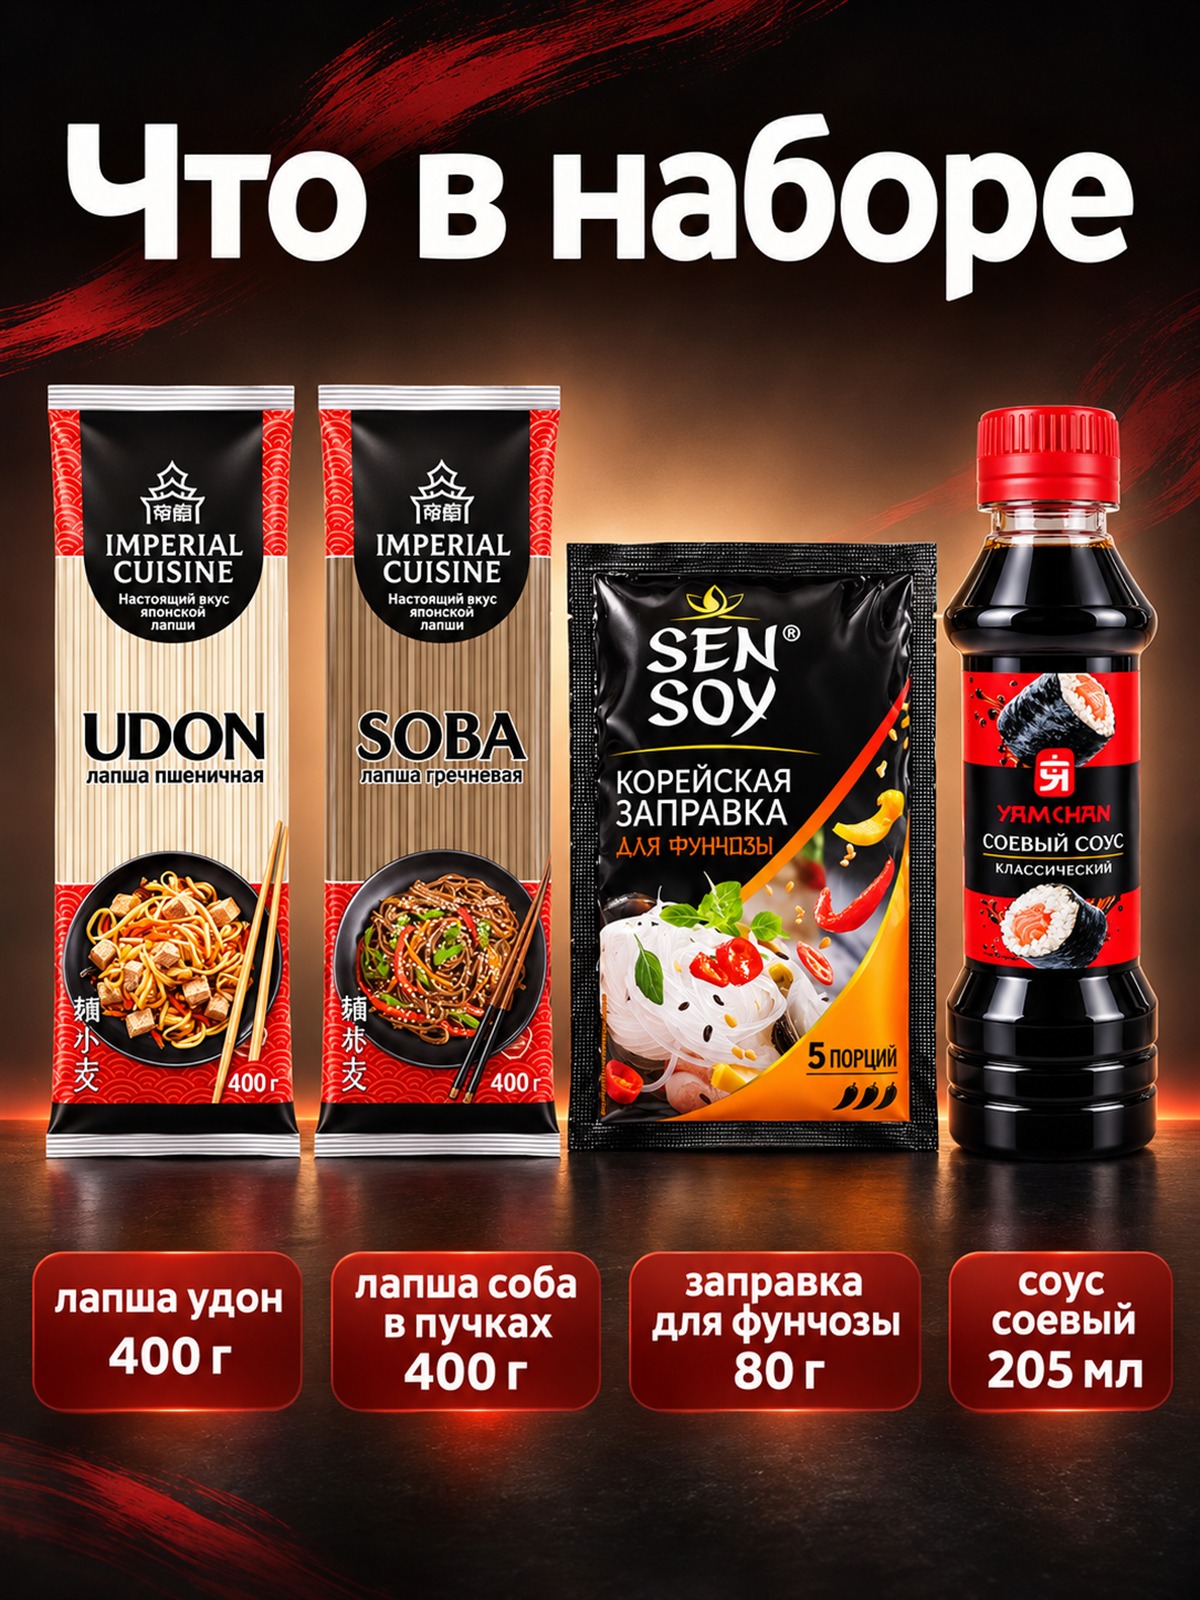 Что в наборе
IMPERIAL
CUISINE
Настоящий вкус
японской
лапши
UDON
лапша пшеничная
400 г
IMPERIAL
CUISINE
Настоящий вкус
японской
лапши
SOBA
лапша гречневая
400 г
SEN
SOY®
КОРЕЙСКАЯ
ЗАПРАВКА
ДЛЯ ФУНЧОЗЫ
5 ПОРЦИЙ
YAMCHAN
СОЕВЫЙ СОУС
КЛАССИЧЕСКИЙ
лапша удон
400 г
лапша соба
в пучках
400 г
заправка
для фунчозы
80 г
соус
соевый
205 мл